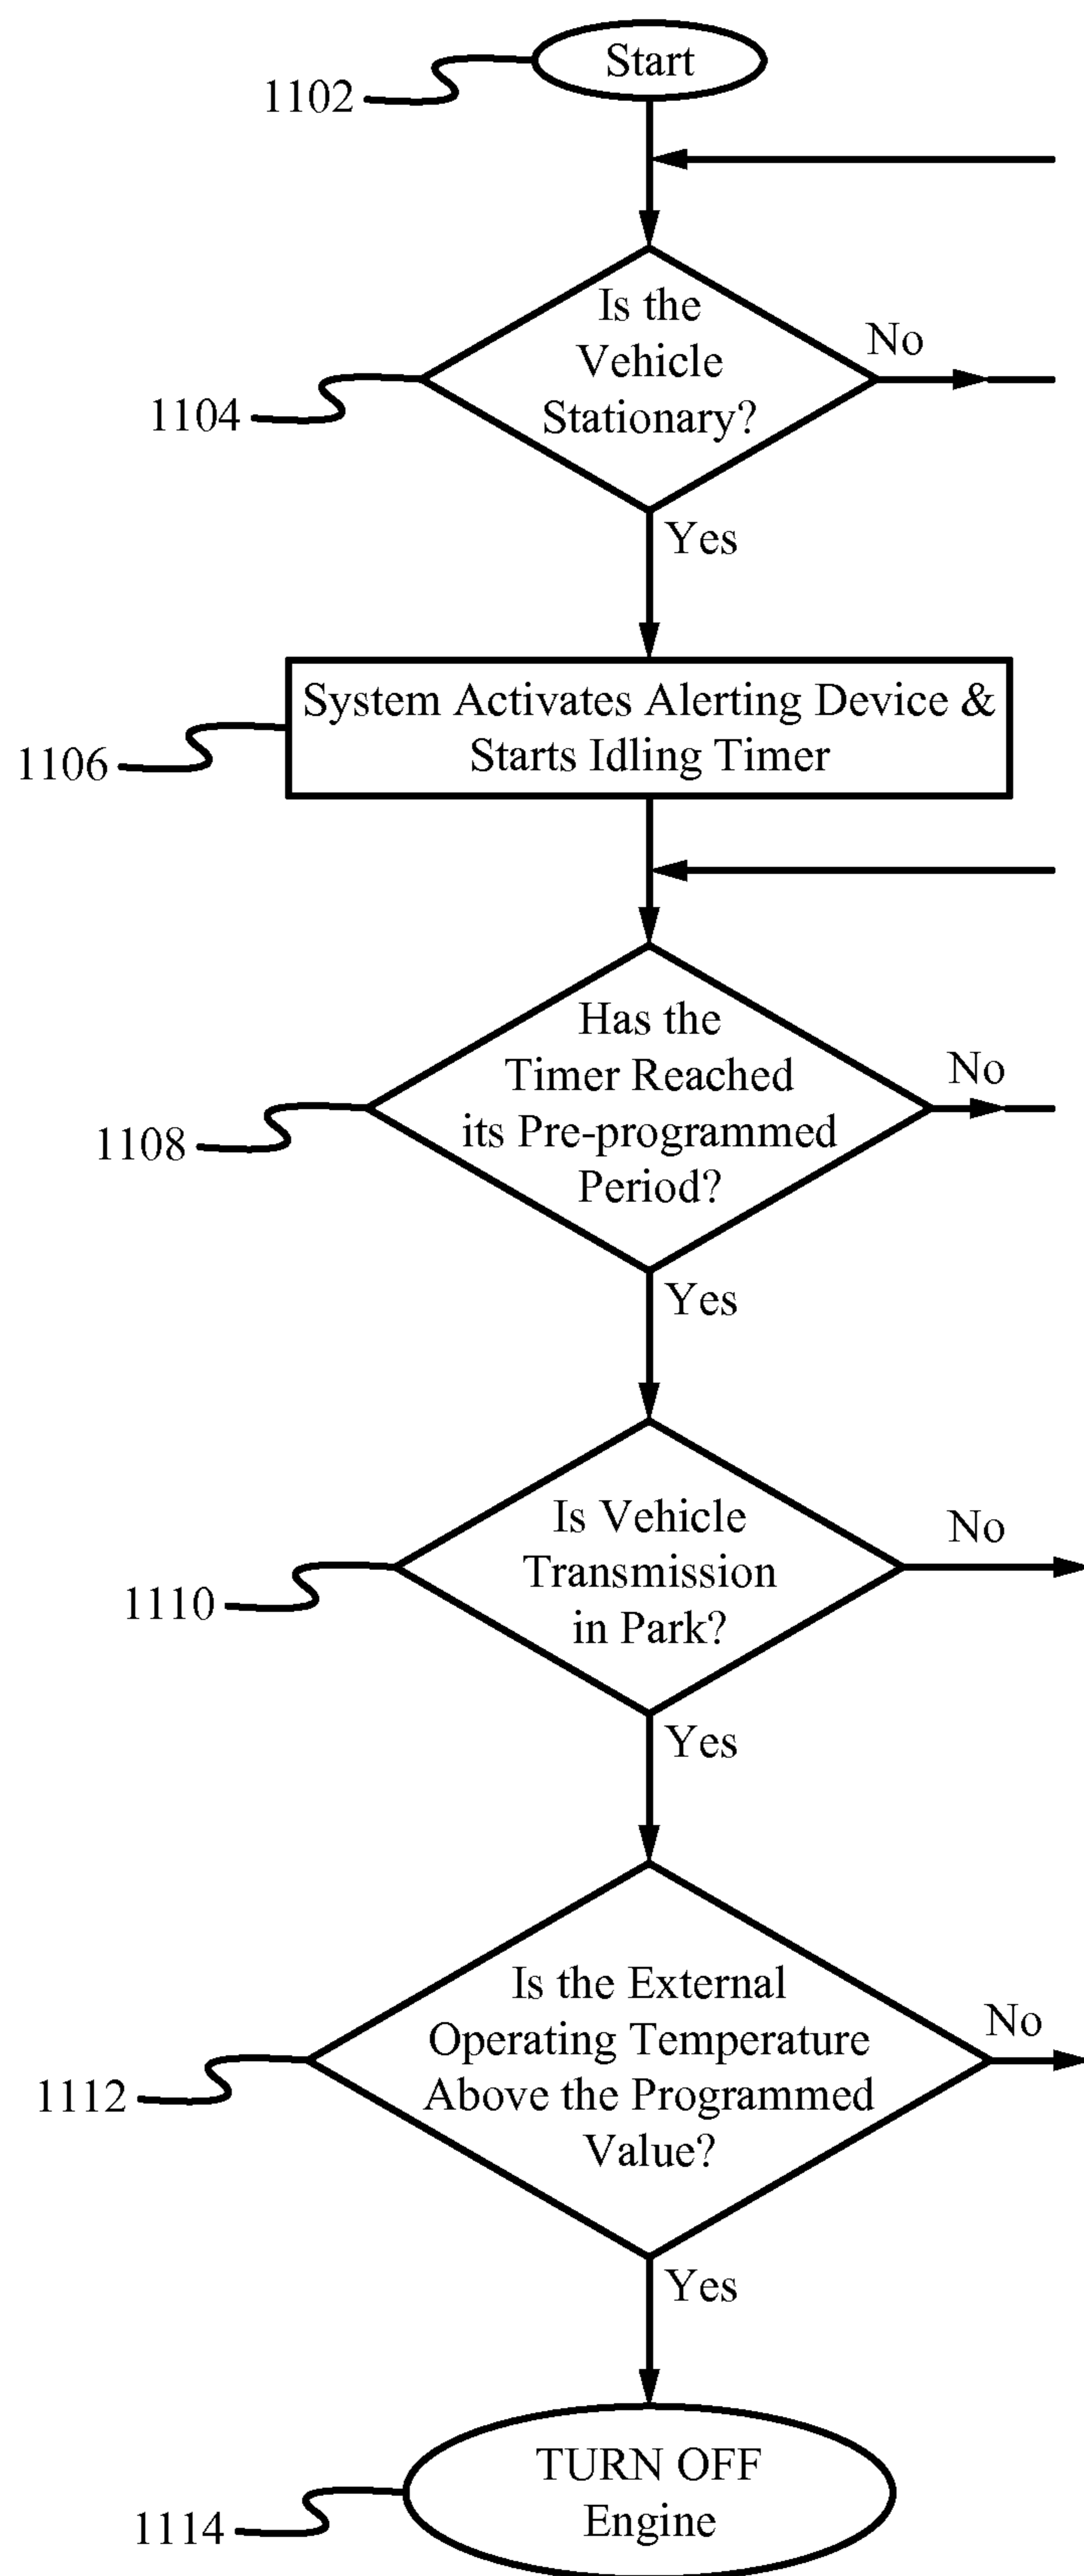 Start
1102
Is the
Vehicle
Stationary?
No
1104
Yes
System Activates Alerting Device &
Starts Idling Timer
1106
Has the
Timer Reached
its Pre-programmed
Period?
No
1108
Yes
Is Vehicle
Transmission
in Park?
No
1110
Yes
Is the External
Operating Temperature
Above the Programmed
Value?
No
1112
Yes
TURN OFF
Engine
1114